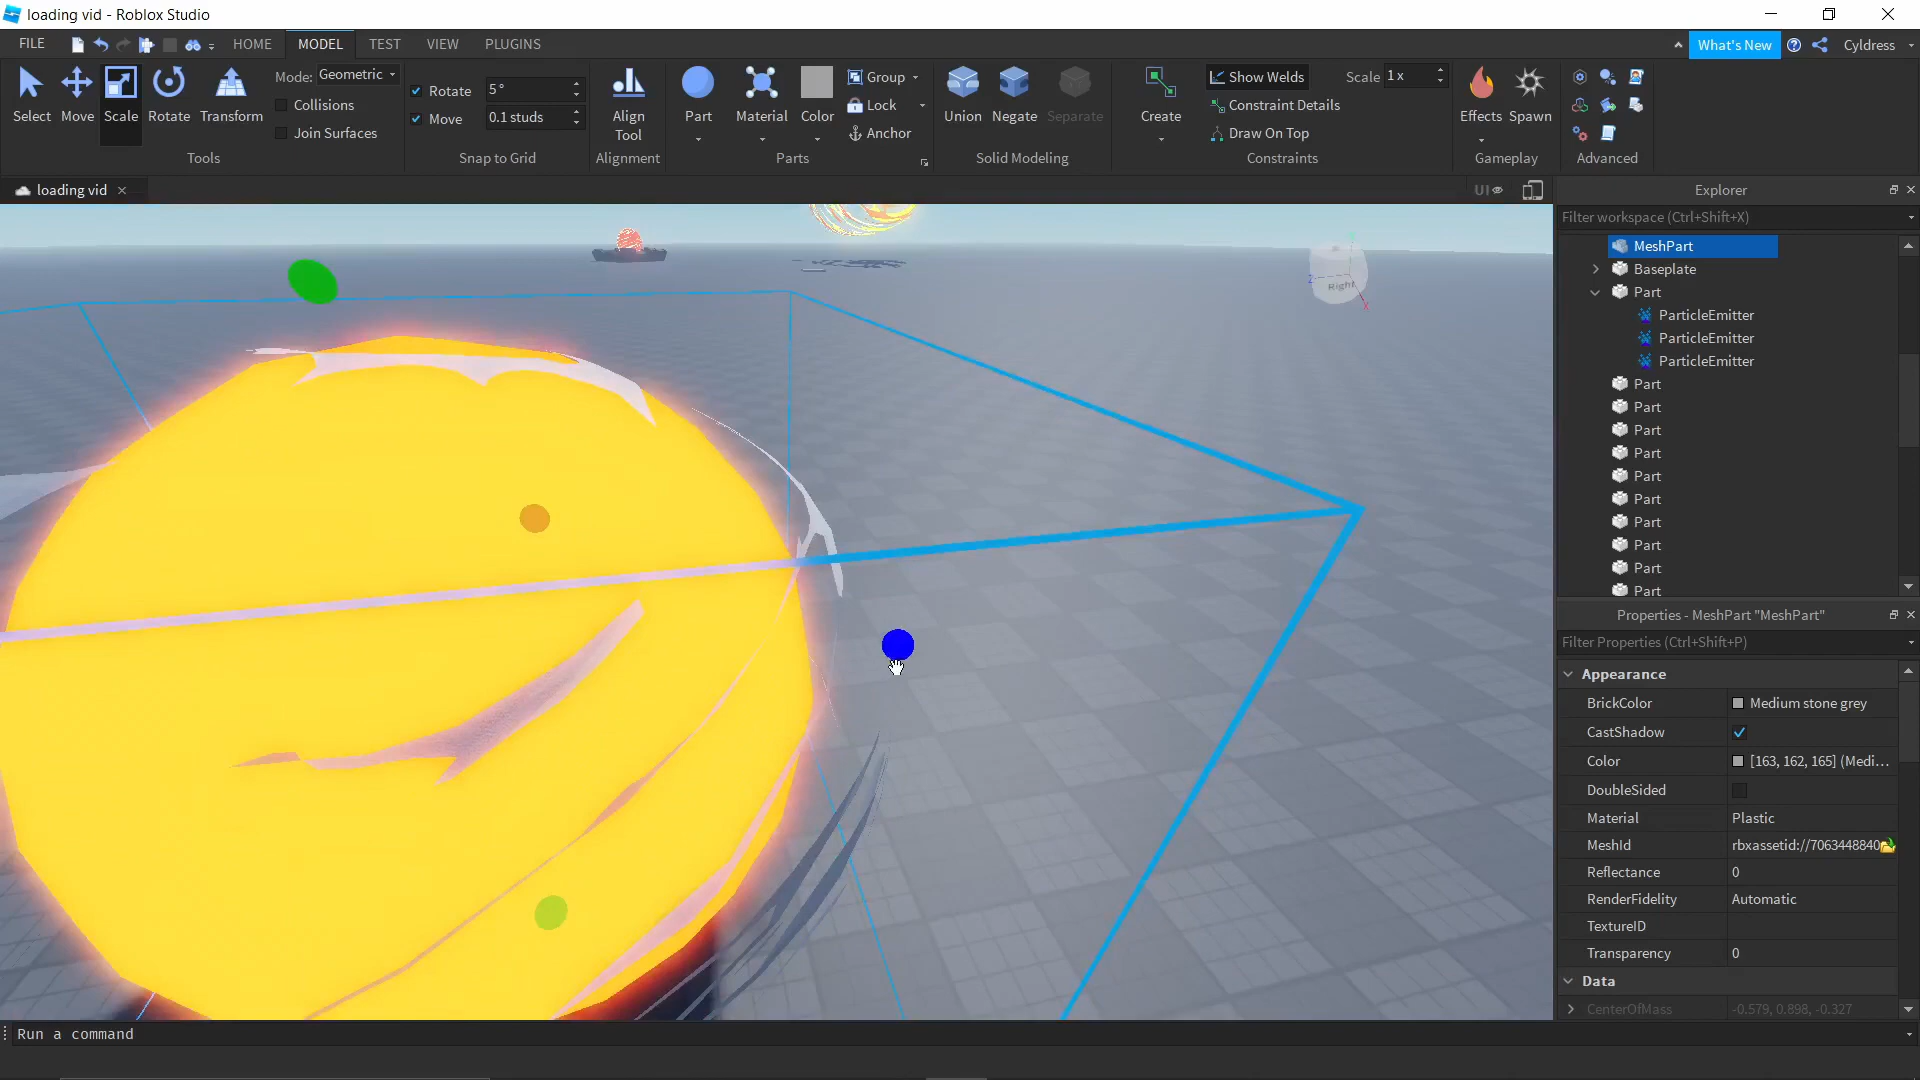 loading vid - Roblox Studio
FILE HOME MODEL TEST VIEW PLUGINS What's New Cyldress
Select Move Scale Rotate Transform
Mode: Geometric
Collisions
Join Surfaces
Tools
Rotate 5°
Move 0.1 studs
Snap to Grid
Align Tool
Alignment
Part Material Color
Group
Lock
Anchor
Parts
Union Negate Separate
Solid Modeling
Create
Show Welds Scale 1 x
Constraint Details
Draw On Top
Constraints
Effects Spawn
Gameplay
Advanced
loading vid
UI
Right
Z
X
Explorer
Filter workspace (Ctrl+Shift+X)
MeshPart
Baseplate
Part
ParticleEmitter
ParticleEmitter
ParticleEmitter
Part
Part
Part
Part
Part
Part
Part
Part
Part
Part
Properties - MeshPart "MeshPart"
Filter Properties (Ctrl+Shift+P)
Appearance
BrickColor Medium stone grey
CastShadow
Color [163, 162, 165] (Medi...
DoubleSided
Material Plastic
MeshId rbxassetid://7063448840
Reflectance 0
RenderFidelity Automatic
TextureID
Transparency 0
Data
CenterOfMass -0.579, 0.898, -0.327
Run a command